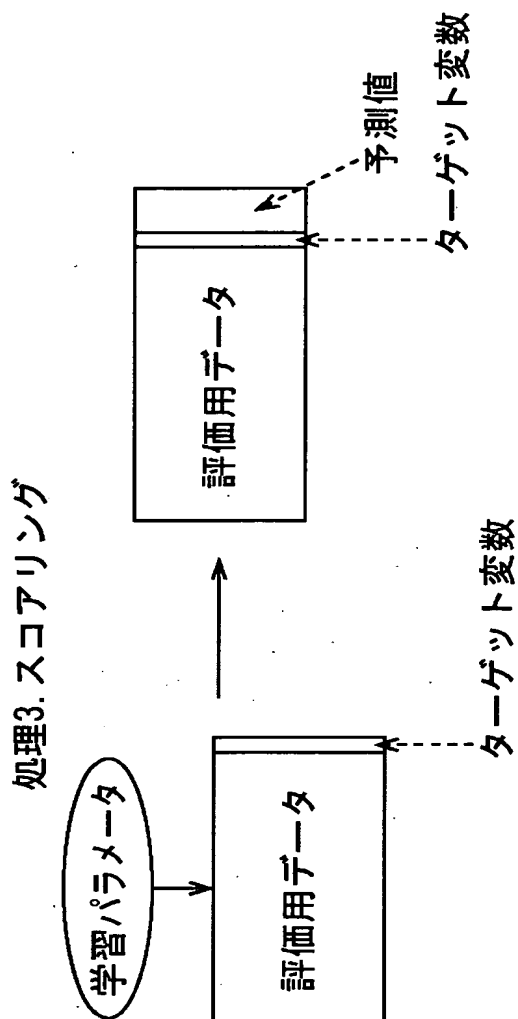 処理3. スコアリング
学習パラメータ
評価用データ
ターゲット変数
評価用データ
予測値
ターゲット変数